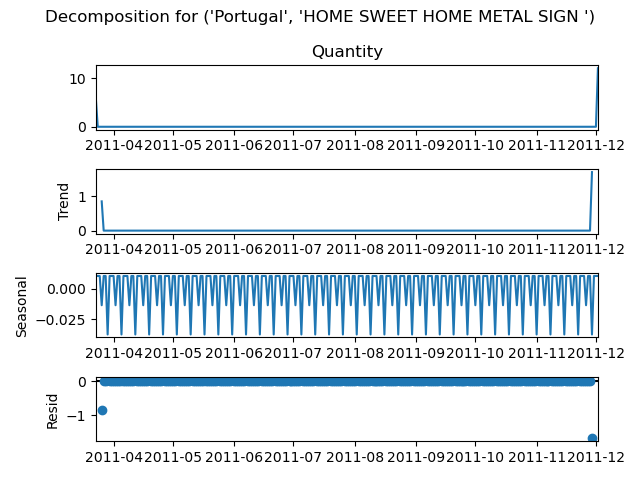 Decomposition for ('Portugal', 'HOME SWEET HOME METAL SIGN ')
Quantity
10
0
2011-04 2011-05 2011-06 2011-07 2011-08 2011-09 2011-10 2011-11 2011-12
Trend
1
0
2011-04 2011-05 2011-06 2011-07 2011-08 2011-09 2011-10 2011-11 2011-12
Seasonal
0.000
−0.025
2011-04 2011-05 2011-06 2011-07 2011-08 2011-09 2011-10 2011-11 2011-12
Resid
0
−1
2011-04 2011-05 2011-06 2011-07 2011-08 2011-09 2011-10 2011-11 2011-12